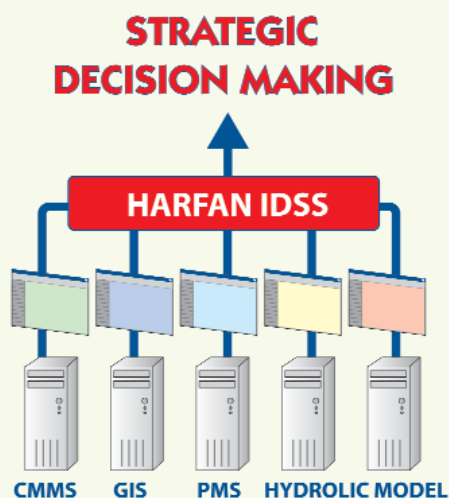 STRATEGIC
DECISION MAKING
HARFAN IDSS
CMMS GIS PMS HYDROLIC MODEL